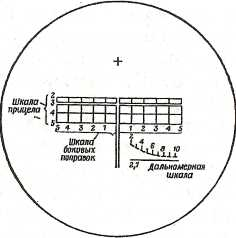 Шкала
прицела
2
3
4
5
5 4 3 2 1 1 2 3 4 5
Шкала
боковых
поправок
2
4 6 8 10
2,7
Дальномерная
шкала